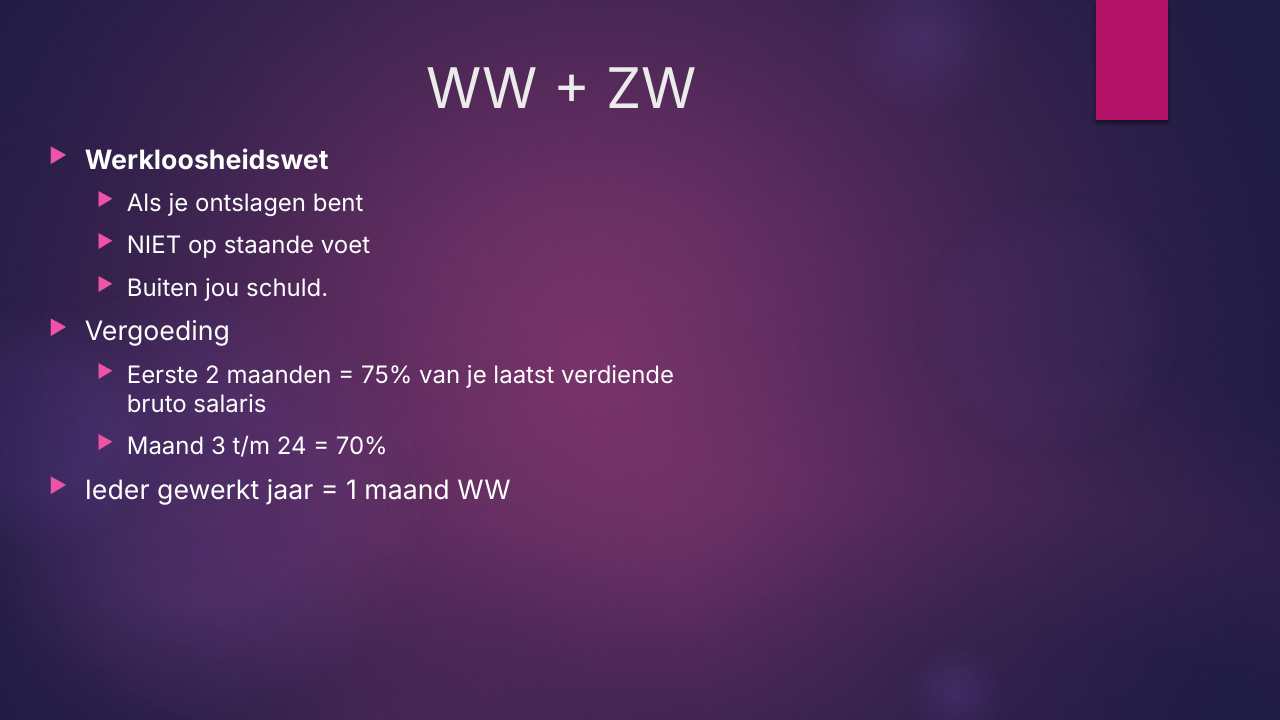 WW + ZW
Werkloosheidswet
Als je ontslagen bent
NIET op staande voet
Buiten jou schuld.
Vergoeding
Eerste 2 maanden = 75% van je laatst verdiende
bruto salaris
Maand 3 t/m 24 = 70%
Ieder gewerkt jaar = 1 maand WW